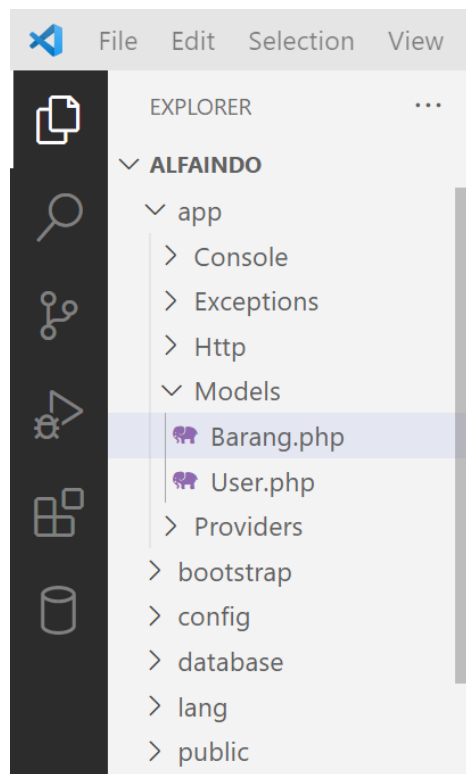 File Edit Selection View
EXPLORER ...
ALFAINDO
app
Console
Exceptions
Http
Models
Barang.php
User.php
Providers
bootstrap
config
database
lang
public